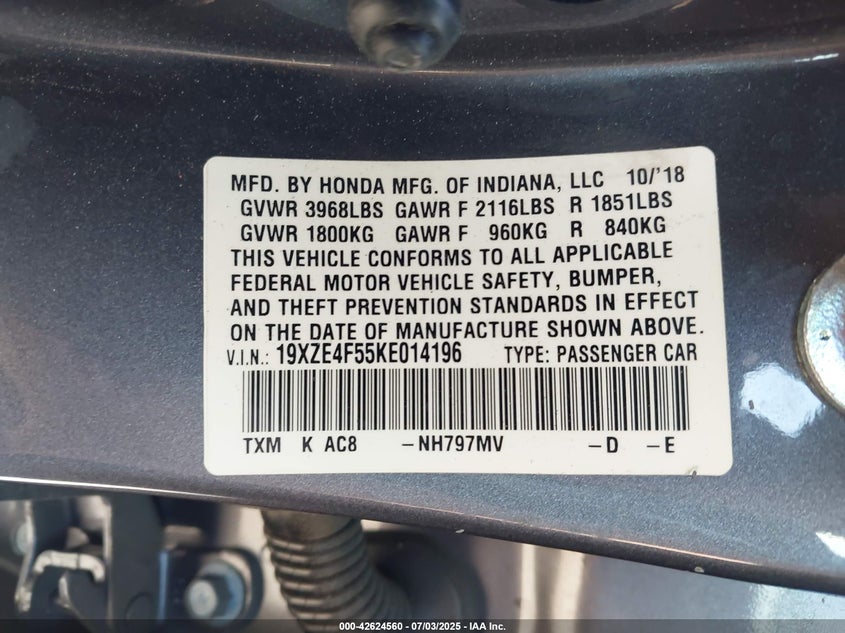 MFD. BY HONDA MFG. OF INDIANA, LLC 10/'18
GVWR 3968LBS GAWR F 2116LBS R 1851LBS
GVWR 1800KG GAWR F 960KG R 840KG
THIS VEHICLE CONFORMS TO ALL APPLICABLE
FEDERAL MOTOR VEHICLE SAFETY, BUMPER,
AND THEFT PREVENTION STANDARDS IN EFFECT
ON THE DATE OF MANUFACTURE SHOWN ABOVE.
V.I.N.: 19XZE4F55KE014196 TYPE: PASSENGER CAR
TXM K AC8 -NH797MV -D -E
000-42624560 | 07/03/2025 | IAA Inc.